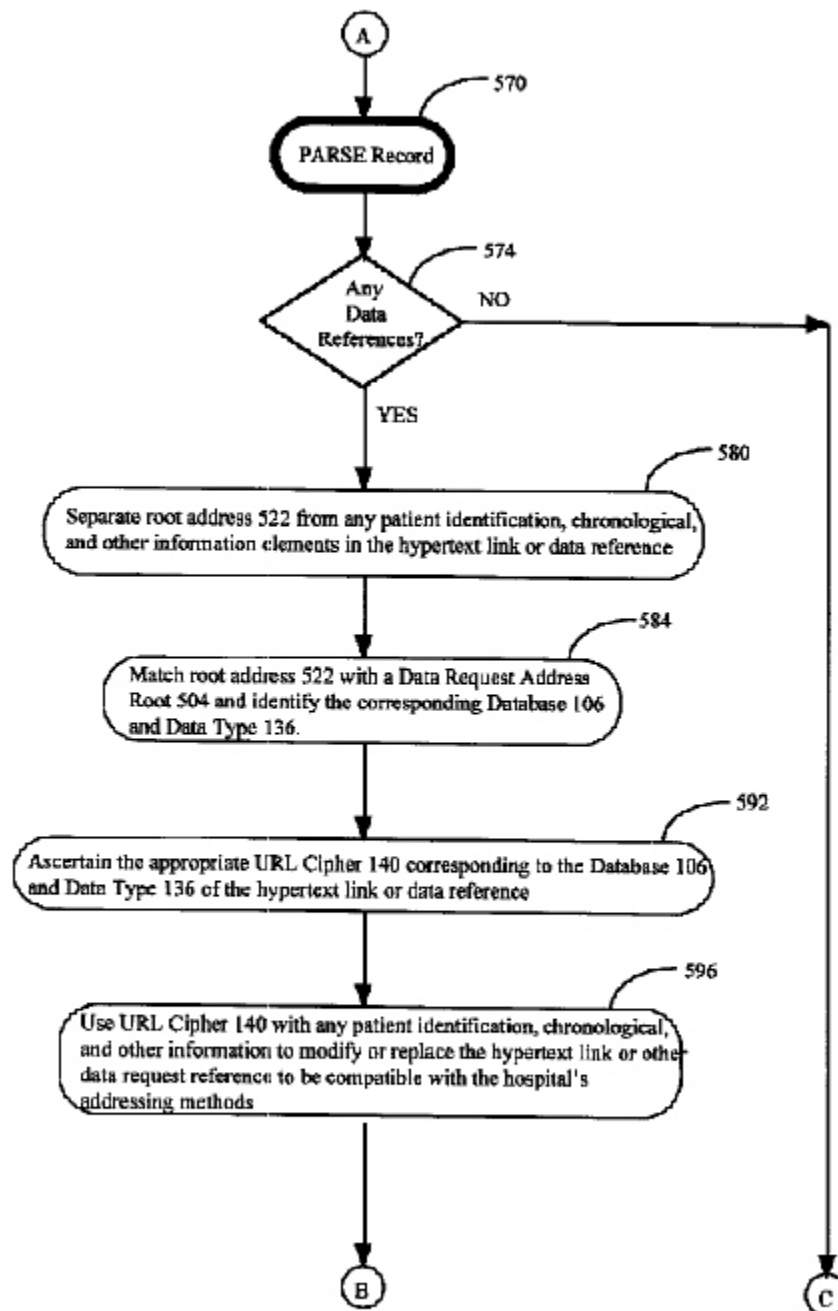 A
570
PARSE Record
574
Any
Data
References?
NO
YES
580
Separate root address 522 from any patient identification, chronological,
and other information elements in the hypertext link or data reference
584
Match root address 522 with a Data Request Address
Root 504 and identify the corresponding Database 106
and Data Type 136.
592
Ascertain the appropriate URL Cipher 140 corresponding to the Database 106
and Data Type 136 of the hypertext link or data reference
596
Use URL Cipher 140 with any patient identification, chronological,
and other information to modify or replace the hypertext link or other
data request reference to be compatible with the hospital's
addressing methods
B
C